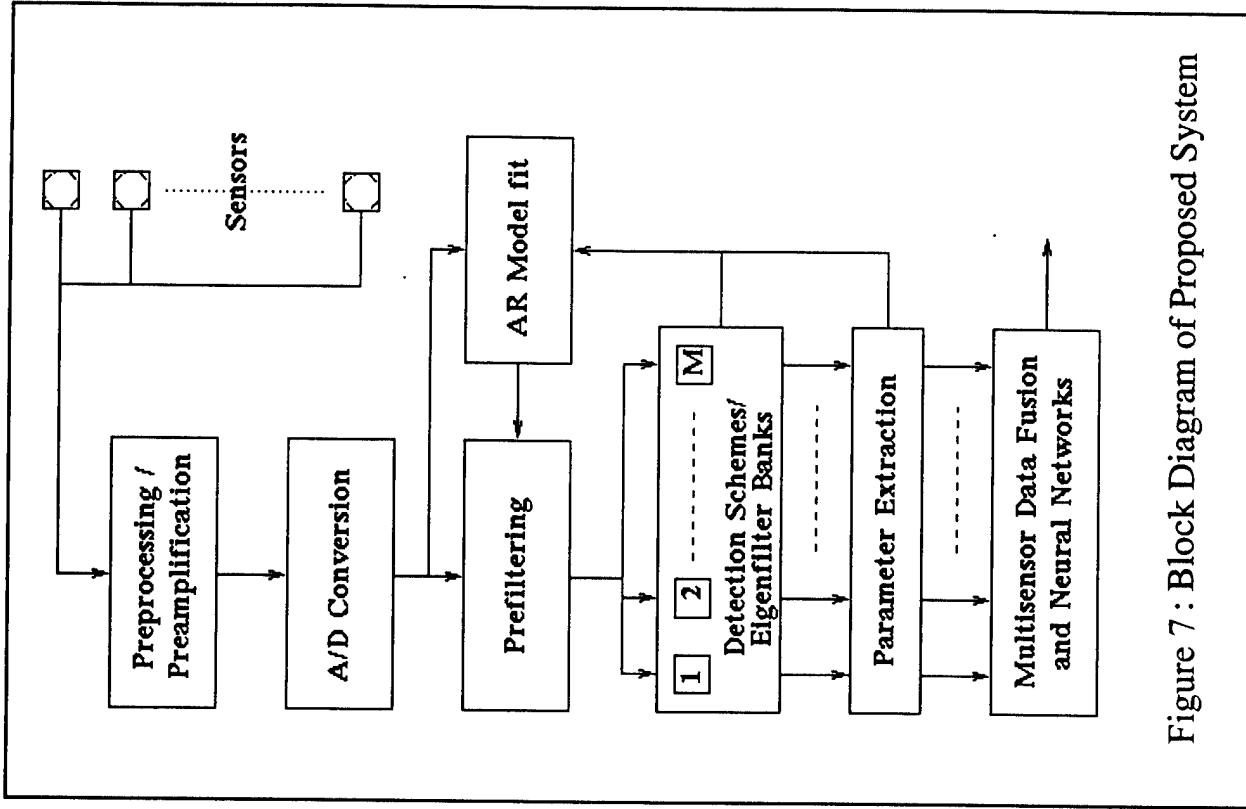 Sensors
Preprocessing /
Preamplification
A/D Conversion
AR Model fit
Prefiltering
1 2 M
Detection Schemes/
Eigenfilter Banks
Parameter Extraction
Multisensor Data Fusion
and Neural Networks
Figure 7 : Block Diagram of Proposed System